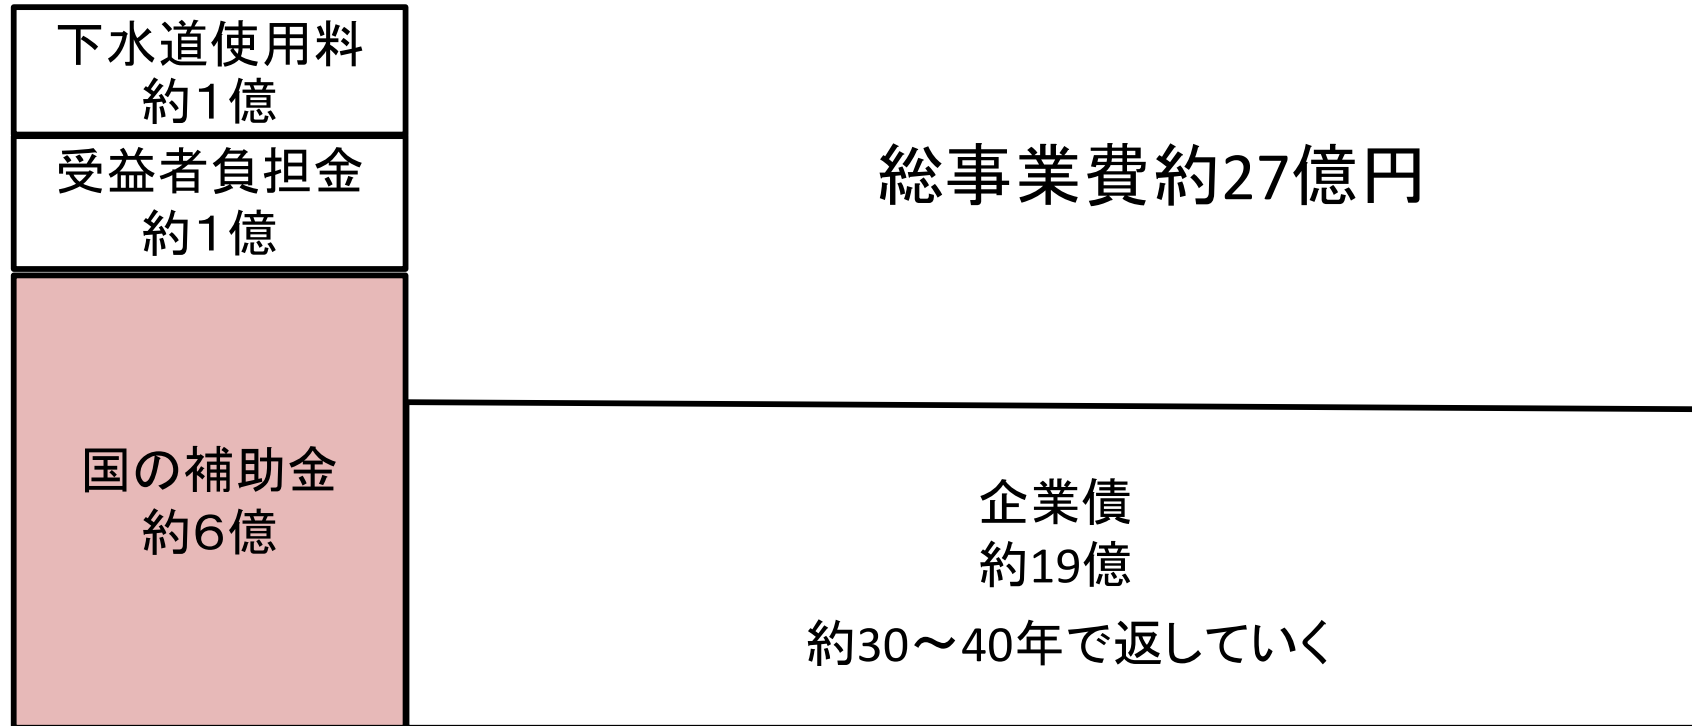 下水道使用料
約１億
受益者負担金
約１億
総事業費約27億円
国の補助金
約６億
企業債
約19億
約30～40年で返していく